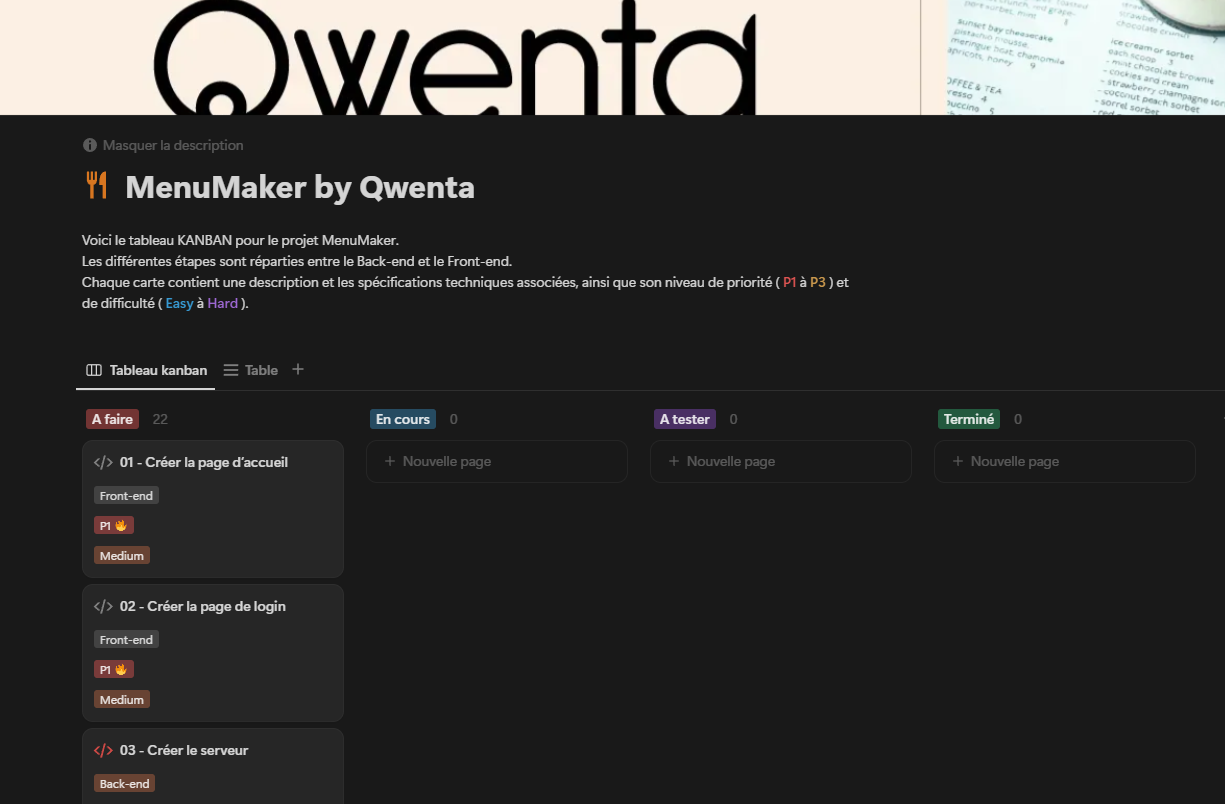 Qwenta
sunset bay cheesecake
pistachio mousse,
meringue boat, chamomile
apricots, honey 9
ice cream or sorbet
each scoop 3
- mint chocolate brownie
- cookies and cream
- strawberry champagne
- coconut peach sorbet
- sorrel sorbet
OFFEE & TEA
resso 4
puccino 5
Masquer la description
MenuMaker by Qwenta
Voici le tableau KANBAN pour le projet MenuMaker.
Les différentes étapes sont réparties entre le Back-end et le Front-end.
Chaque carte contient une description et les spécifications techniques associées, ainsi que son niveau de priorité ( P1 à P3 ) et
de difficulté ( Easy à Hard ).
Tableau kanban Table +
A faire 22 En cours 0 A tester 0 Terminé 0
+ Nouvelle page + Nouvelle page + Nouvelle page
</> 01 - Créer la page d’accueil
Front-end
P1 🔥
Medium
</> 02 - Créer la page de login
Front-end
P1 🔥
Medium
</> 03 - Créer le serveur
Back-end